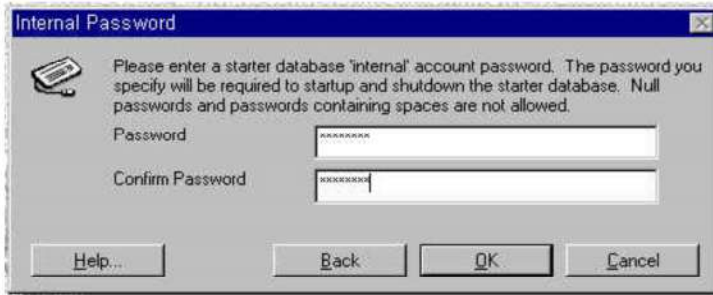 Internal Password
Please enter a starter database 'internal' account password. The password you
specify will be required to startup and shutdown the starter database. Null
passwords and passwords containing spaces are not allowed.
Password
xxxxxxxx
Confirm Password
xxxxxxxx
Help...
Back
OK
Cancel